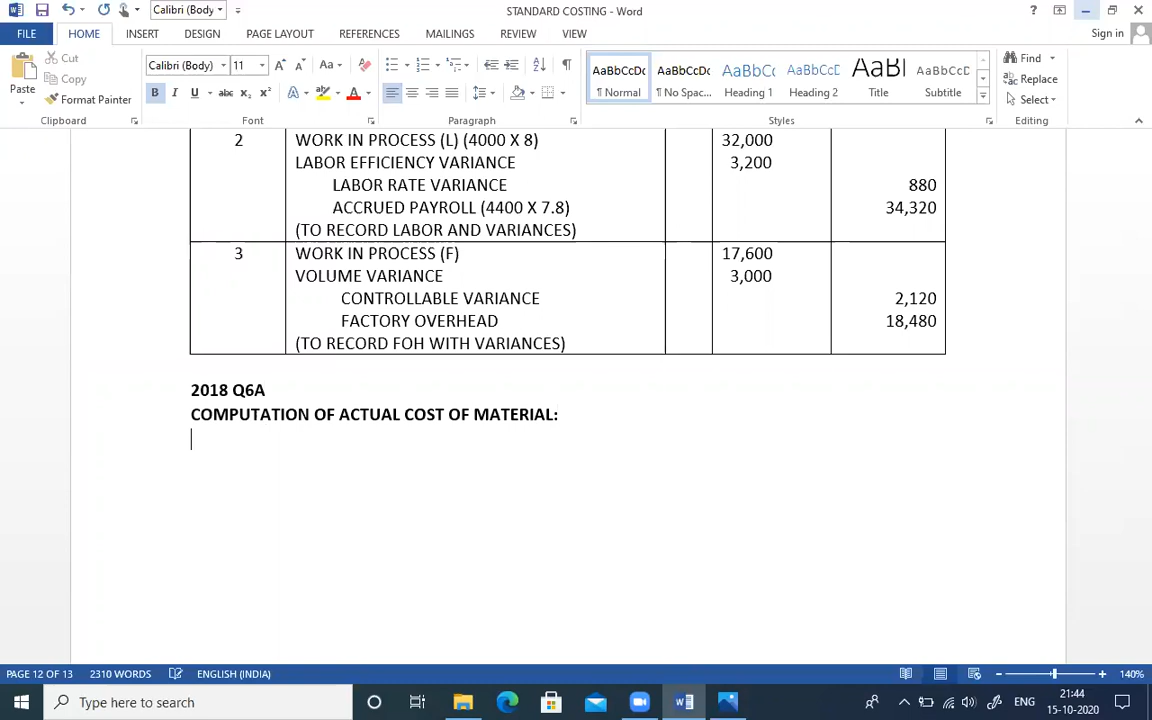 Calibri (Body
STANDARD COSTING - Word
FILE
HOME
INSERT
DESIGN
PAGE LAYOUT
REFERENCES
MAILINGS
REVIEW
VIEW
Sign in
Paste
Cut
Copy
Format Painter
Clipboard
Calibri (Body)
11
Font
Paragraph
AaBbCcDc
¶ Normal
AaBbCcDc
¶ No Spac...
AaBbCc
Heading 1
AaBbCcD
Heading 2
AaBl
Title
AaBbCcD
Subtitle
Styles
Find
Replace
Select
Editing
2 WORK IN PROCESS (L) (4000 X 8) 32,000
LABOR EFFICIENCY VARIANCE 3,200
LABOR RATE VARIANCE 880
ACCRUED PAYROLL (4400 X 7.8) 34,320
(TO RECORD LABOR AND VARIANCES)
3 WORK IN PROCESS (F) 17,600
VOLUME VARIANCE 3,000
CONTROLLABLE VARIANCE 2,120
FACTORY OVERHEAD 18,480
(TO RECORD FOH WITH VARIANCES)
2018 Q6A
COMPUTATION OF ACTUAL COST OF MATERIAL:
PAGE 12 OF 13
2310 WORDS
ENGLISH (INDIA)
140%
Type here to search
ENG
21:44
15-10-2020